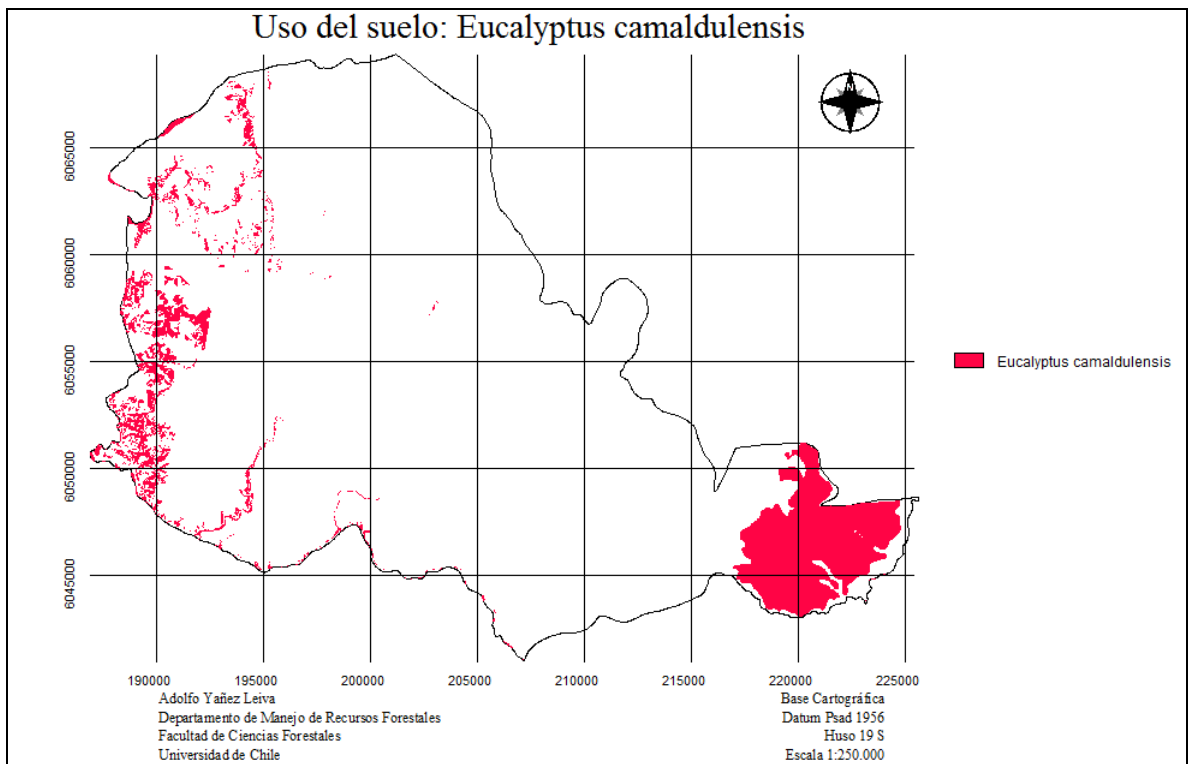 Uso del suelo: Eucalyptus camaldulensis
6065000
6060000
6055000
6050000
6045000
Eucalyptus camaldulensis
190000 195000 200000 205000 210000 215000 220000 225000
Adolfo Yañez Leiva
Departamento de Manejo de Recursos Forestales
Facultad de Ciencias Forestales
Universidad de Chile
Base Cartográfica
Datum Psad 1956
Huso 19 S
Escala 1:250.000